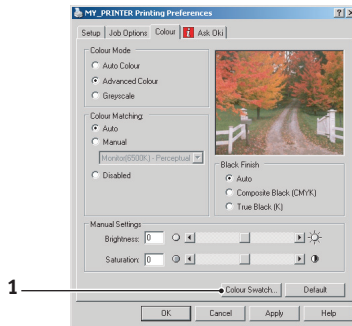 MY_PRINTER Printing Preferences
Setup Job Options Colour Ask Oki
Colour Mode
Auto Colour
Advanced Colour
Greyscale
Colour Matching:
Auto
Manual
Monitor(6500K) - Perceptual
Disabled
Black Finish
Auto
Composite Black (CMYK)
True Black (K)
Manual Settings
Brightness: 0
Saturation: 0
1
Colour Swatch... Default
OK Cancel Apply Help